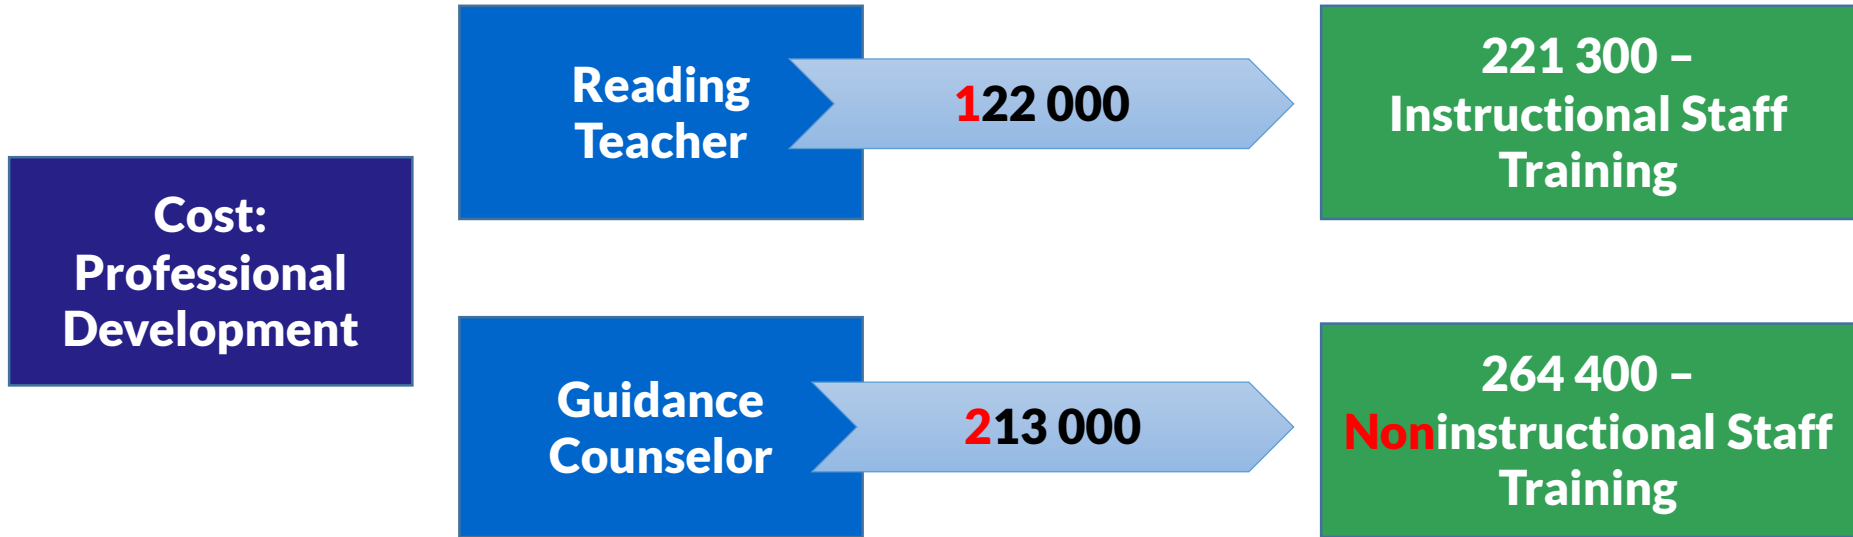 Cost:
Professional
Development
Reading
Teacher
122 000
221 300 –
Instructional Staff
Training
Guidance
Counselor
213 000
264 400 –
Noninstructional Staff
Training